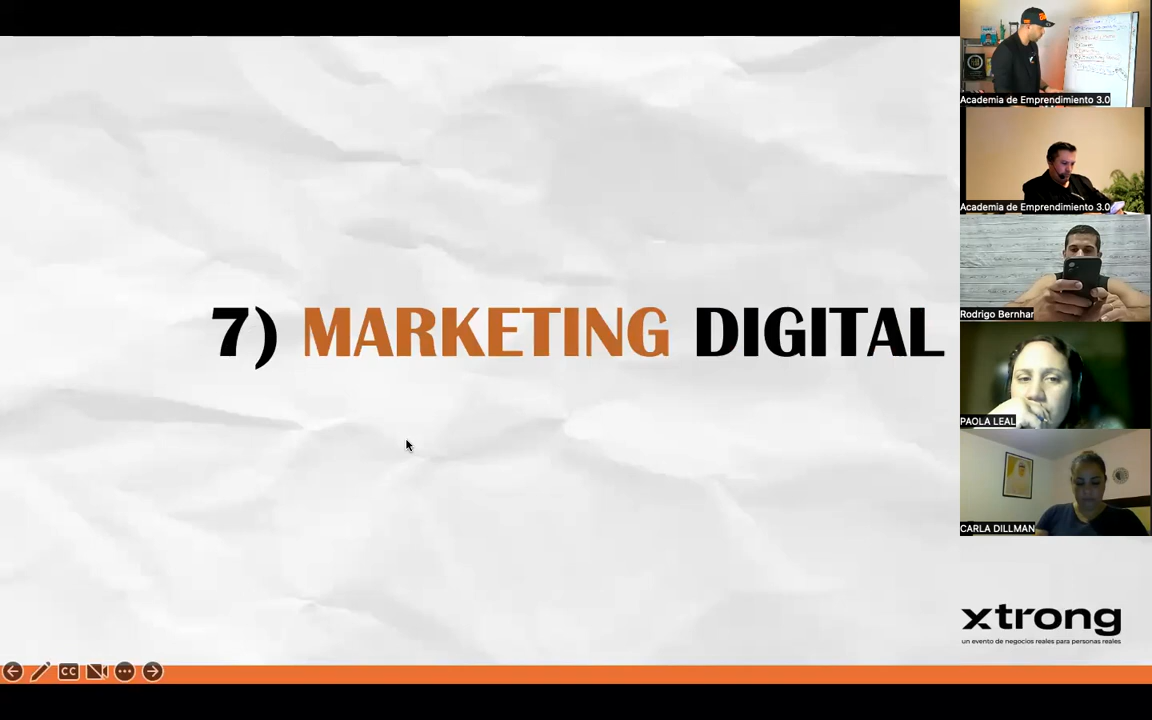 7) MARKETING DIGITAL
Academia de Emprendimiento 3.0
Academia de Emprendimiento 3.0
Rodrigo Bernhar
PAOLA LEAL
CARLA DILLMAN
xtrong
un evento de negocios reales para personas reales
CC